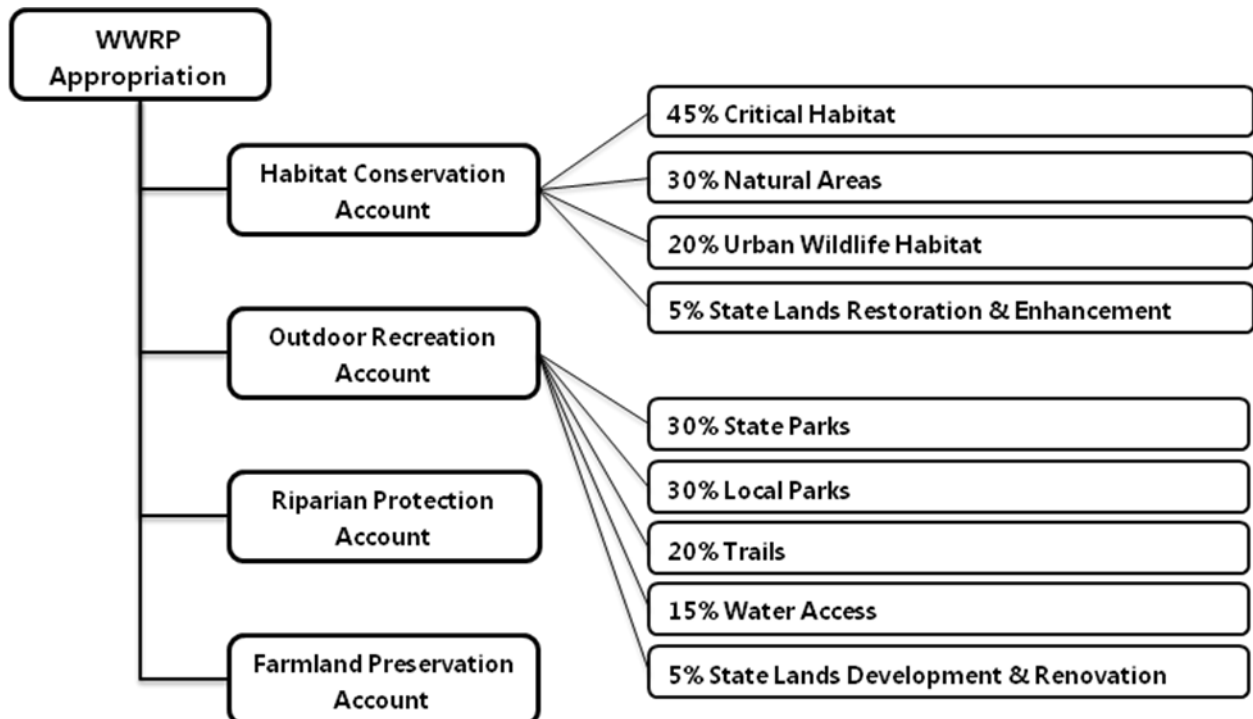 WWRP
Appropriation
Habitat Conservation
Account
45% Critical Habitat
30% Natural Areas
20% Urban Wildlife Habitat
5% State Lands Restoration & Enhancement
Outdoor Recreation
Account
30% State Parks
30% Local Parks
20% Trails
15% Water Access
5% State Lands Development & Renovation
Riparian Protection
Account
Farmland Preservation
Account